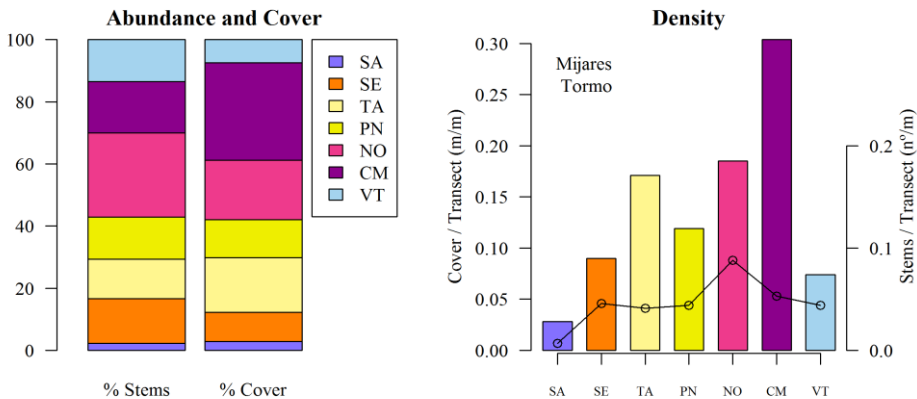 Abundance and Cover
100
80
60
40
20
0
% Stems
% Cover
SA
SE
TA
PN
NO
CM
VT
Density
Mijares
Tormo
Cover / Transect (m/m)
0.30
0.25
0.20
0.15
0.10
0.05
0.00
SA
SE
TA
PN
NO
CM
VT
0.2
0.1
0.0
Stems / Transect (nº/m)